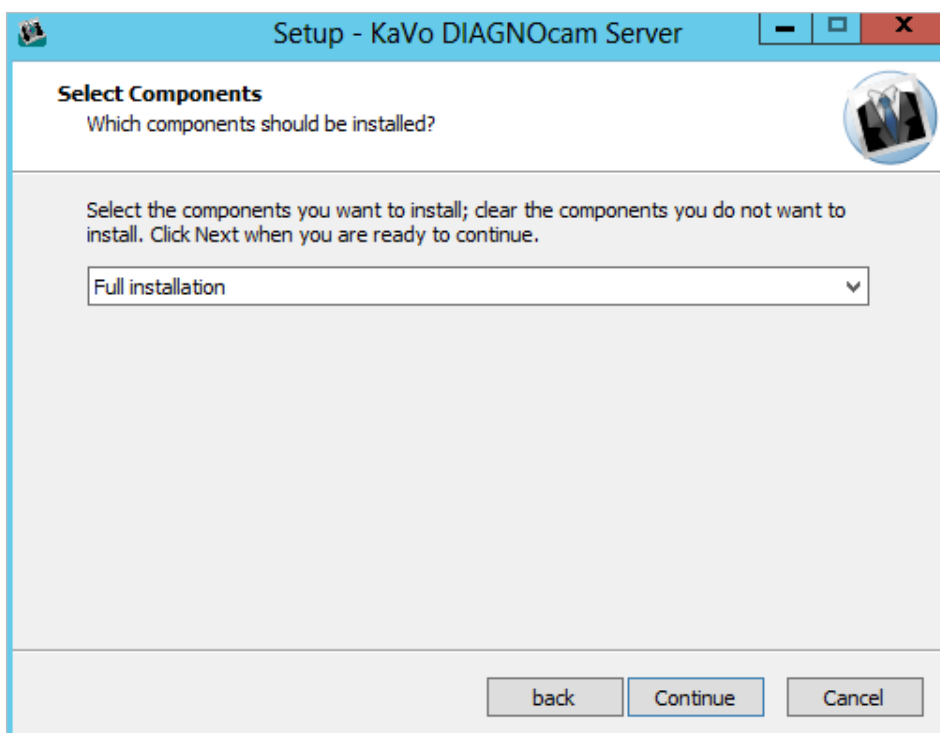 Setup - KaVo DIAGNOcam Server
Select Components
Which components should be installed?
Select the components you want to install; clear the components you do not want to
install. Click Next when you are ready to continue.
Full installation
back
Continue
Cancel